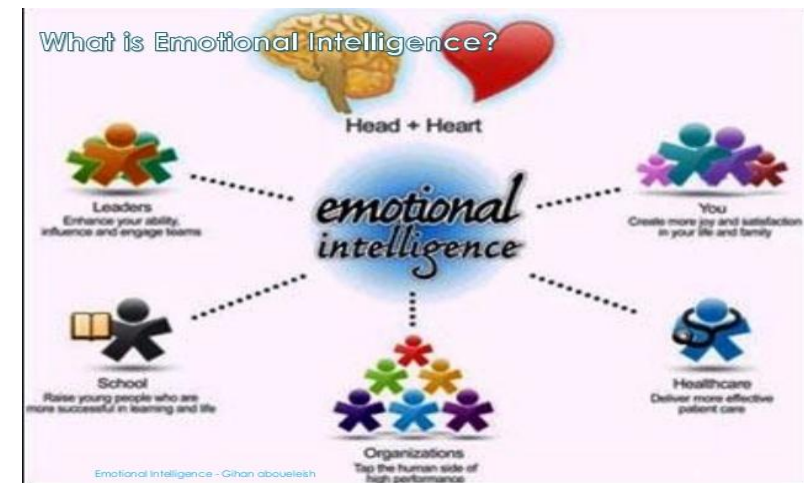 What is Emotional Intelligence?
Head + Heart
Leaders
Enhance your ability,
influence and engage teams
emotional
intelligence
You
Create more joy and satisfaction
in your life and family
School
Raise young people who are
more successful in learning and life
Healthcare
Deliver more effective
patient care
Organizations
Tap the human side of
high performance
Emotional Intelligence - Gihan aboueleish